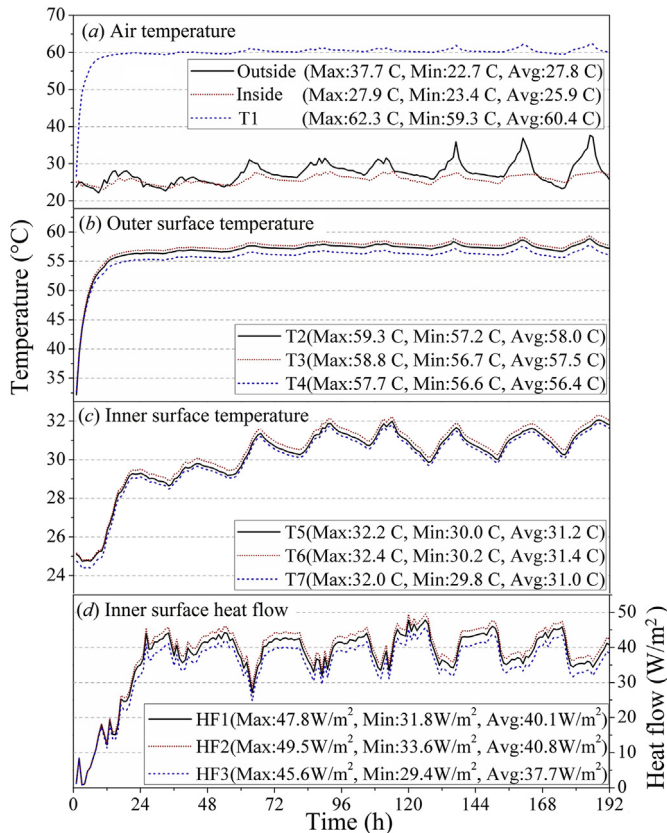 70
(a) Air temperature
60
50
Outside (Max:37.7 C, Min:22.7 C, Avg:27.8 C)
Inside (Max:27.9 C, Min:23.4 C, Avg:25.9 C)
40
T1 (Max:62.3 C, Min:59.3 C, Avg:60.4 C)
30
20
60
(b) Outer surface temperature
55
50
45
T2(Max:59.3 C, Min:57.2 C, Avg:58.0 C)
40
T3(Max:58.8 C, Min:56.7 C, Avg:57.5 C)
35
T4(Max:57.7 C, Min:56.6 C, Avg:56.4 C)
Temperature (°C)
32
(c) Inner surface temperature
30
28
26
T5(Max:32.2 C, Min:30.0 C, Avg:31.2 C)
T6(Max:32.4 C, Min:30.2 C, Avg:31.4 C)
24
T7(Max:32.0 C, Min:29.8 C, Avg:31.0 C)
(d) Inner surface heat flow
50
40
30
20
HF1(Max:47.8W/m², Min:31.8W/m², Avg:40.1W/m²)
HF2(Max:49.5W/m², Min:33.6W/m², Avg:40.8W/m²)
10
HF3(Max:45.6W/m², Min:29.4W/m², Avg:37.7W/m²)
0
Heat flow (W/m²)
0 24 48 72 96 120 144 168 192
Time (h)